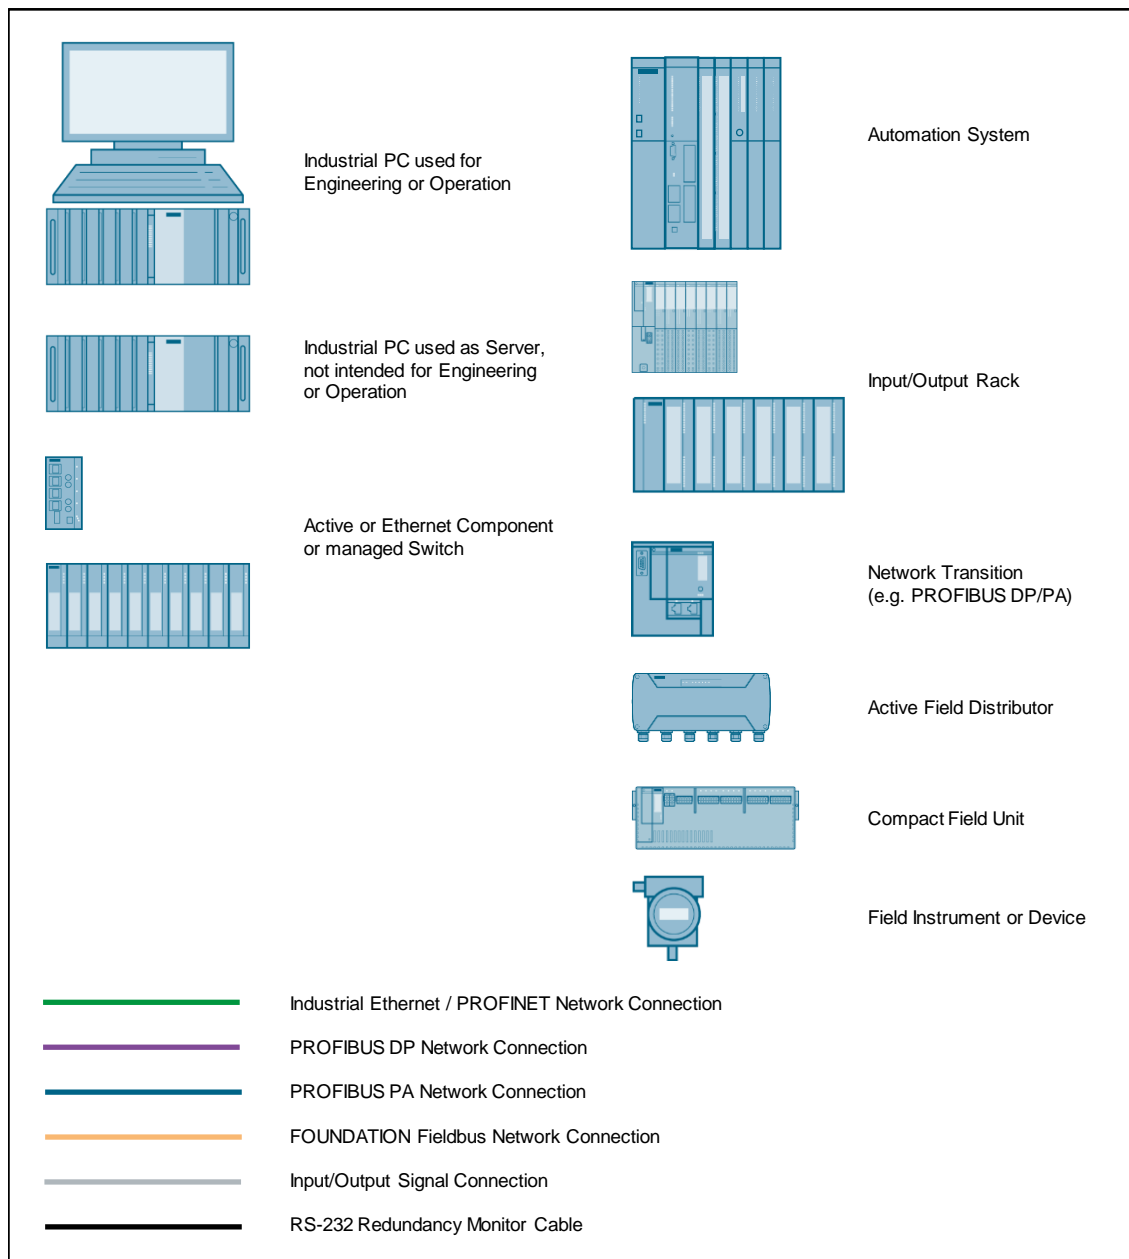 Industrial PC used for
Engineering or Operation
Industrial PC used as Server,
not intended for Engineering
or Operation
Active or Ethernet Component
or managed Switch
Automation System
Input/Output Rack
Network Transition
(e.g. PROFIBUS DP/PA)
Active Field Distributor
Compact Field Unit
Field Instrument or Device
Industrial Ethernet / PROFINET Network Connection
PROFIBUS DP Network Connection
PROFIBUS PA Network Connection
FOUNDATION Fieldbus Network Connection
Input/Output Signal Connection
RS-232 Redundancy Monitor Cable